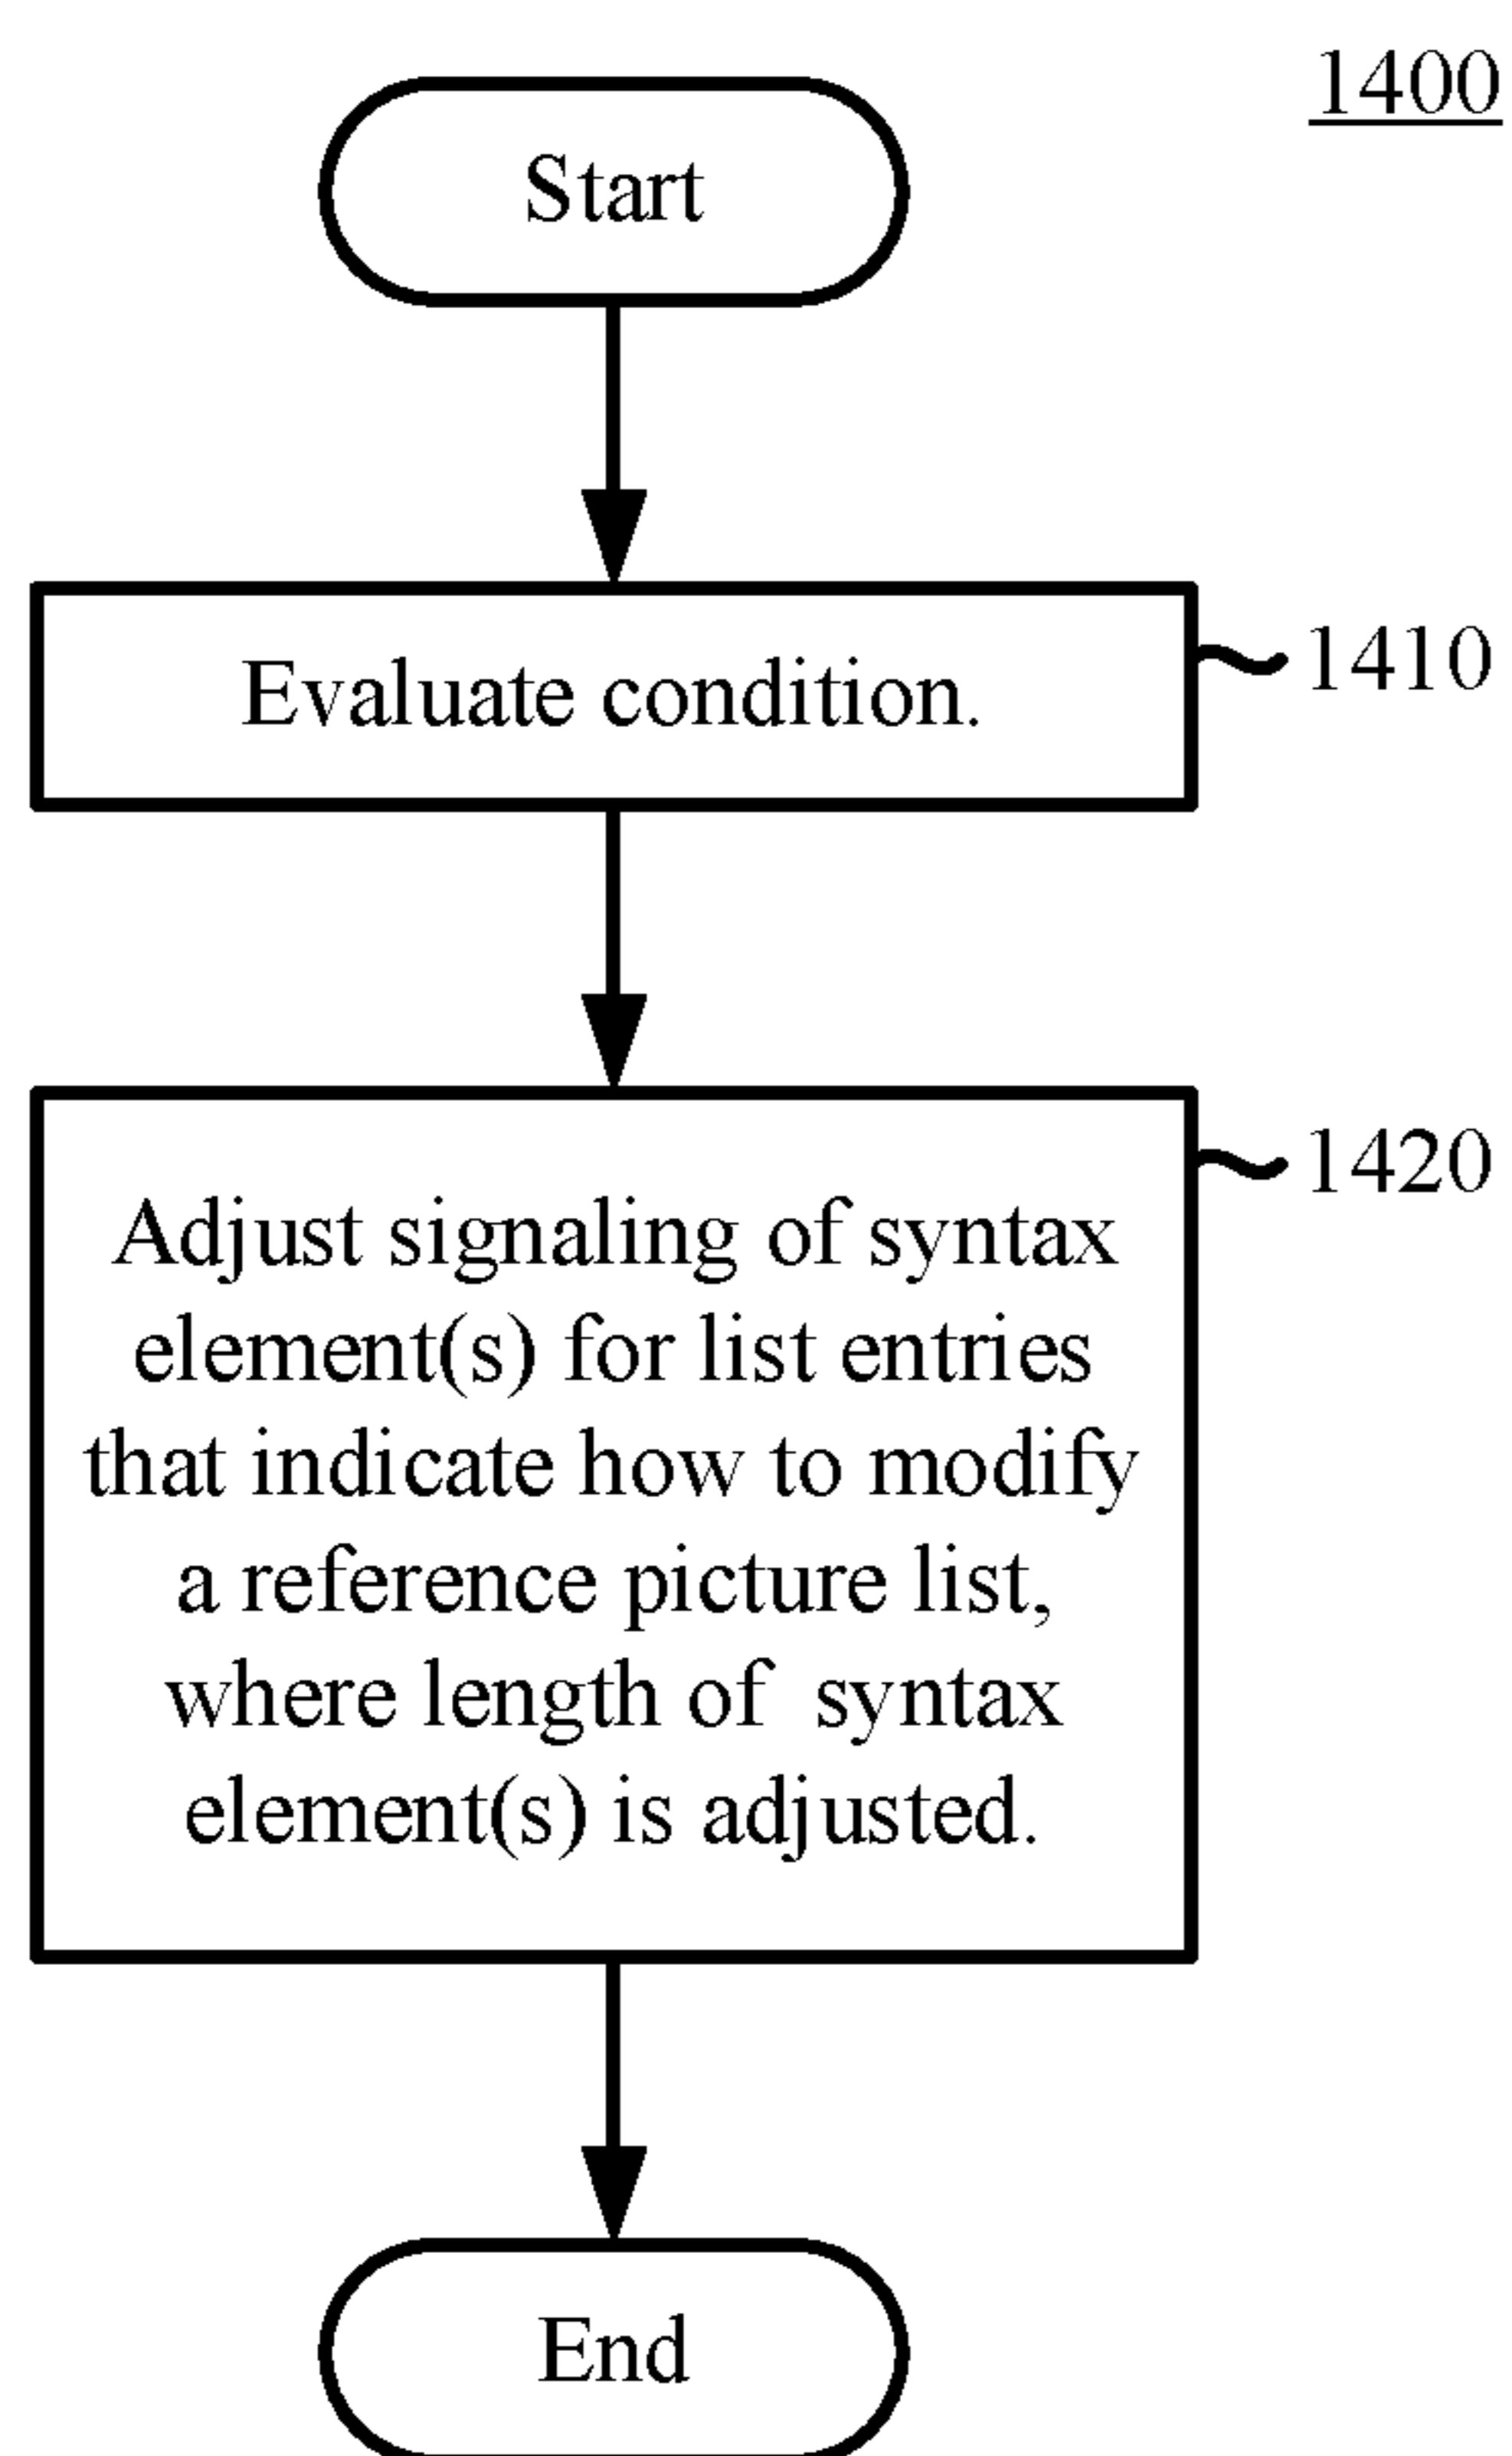 1400
Start
Evaluate condition.
1410
Adjust signaling of syntax
element(s) for list entries
that indicate how to modify
a reference picture list,
where length of syntax
element(s) is adjusted.
1420
End